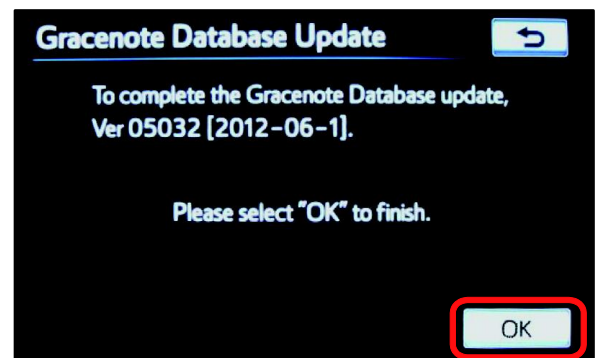 Gracenote Database Update
To complete the Gracenote Database update,
Ver 05032 [2012-06-1].
Please select "OK" to finish.
OK